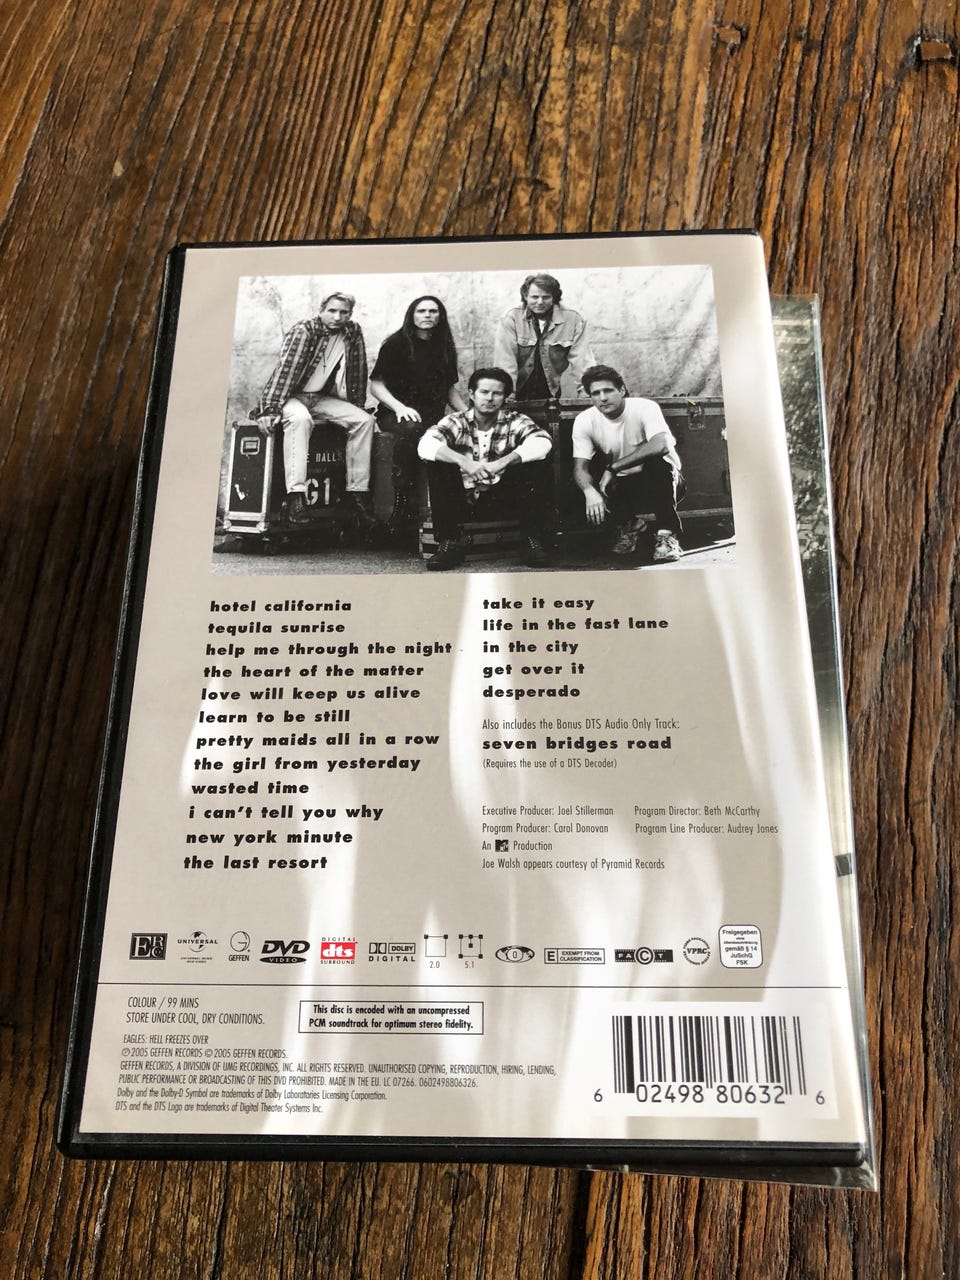 E BALLS
G1
hotel california
tequila sunrise
help me through the night
the heart of the matter
love will keep us alive
learn to be still
pretty maids all in a row
the girl from yesterday
wasted time
i can't tell you why
new york minute
the last resort
take it easy
life in the fast lane
in the city
get over it
desperado
Also includes the Bonus DTS Audio Only Track:
seven bridges road
(Requires the use of a DTS Decoder)
Executive Producer: Joel Stillerman
Program Director: Beth McCarthy
Program Producer: Carol Donovan
Program Line Producer: Audrey Jones
An MTV Production
Joe Walsh appears courtesy of Pyramid Records
UNIVERSAL
GEFFEN
DVD
VIDEO
DIGITAL
dts
SURROUND
DOLBY
DIGITAL
2.0
5.1
0
E EXEMPT FROM
CLASSIFICATION
FACT
VPRC
Freigegeben
ohne
Altersbeschränkung
gemäß § 14
JuSchG
FSK
COLOUR / 99 MINS
STORE UNDER COOL, DRY CONDITIONS.
This disc is encoded with an uncompressed
PCM soundtrack for optimum stereo fidelity.
EAGLES: HELL FREEZES OVER
℗ 2005 GEFFEN RECORDS © 2005 GEFFEN RECORDS.
GEFFEN RECORDS, A DIVISION OF UMG RECORDINGS, INC. ALL RIGHTS RESERVED. UNAUTHORISED COPYING, REPRODUCTION, HIRING, LENDING,
PUBLIC PERFORMANCE OR BROADCASTING OF THIS DVD PROHIBITED. MADE IN THE EU. LC 07266. 0602498806326.
Dolby and the Dolby-D Symbol are trademarks of Dolby Laboratories Licensing Corporation.
DTS and the DTS Logo are trademarks of Digital Theater Systems Inc.
6 02498 80632 6